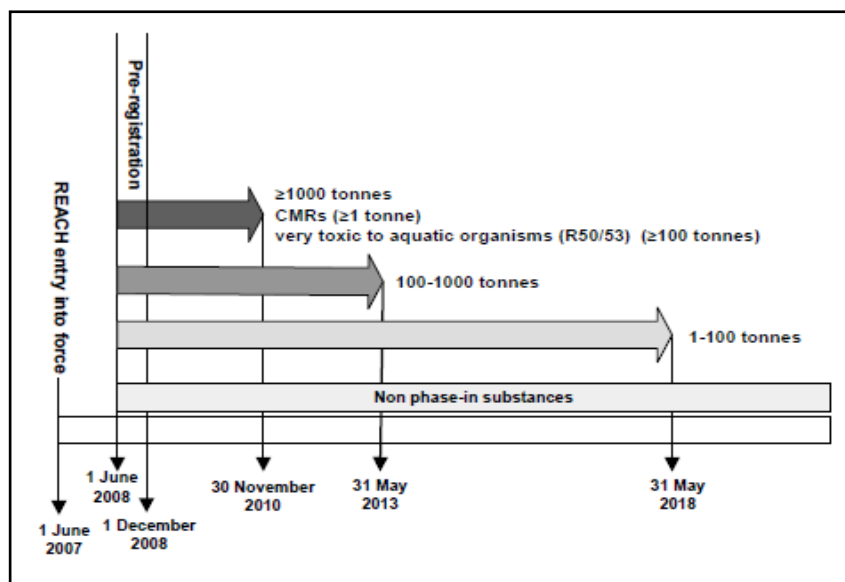 Pre-registration
REACH entry into force
≥1000 tonnes
CMRs (≥1 tonne)
very toxic to aquatic organisms (R50/53) (≥100 tonnes)
100-1000 tonnes
1-100 tonnes
Non phase-in substances
1 June
2008
30 November
2010
31 May
2013
31 May
2018
1 June
2007
1 December
2008